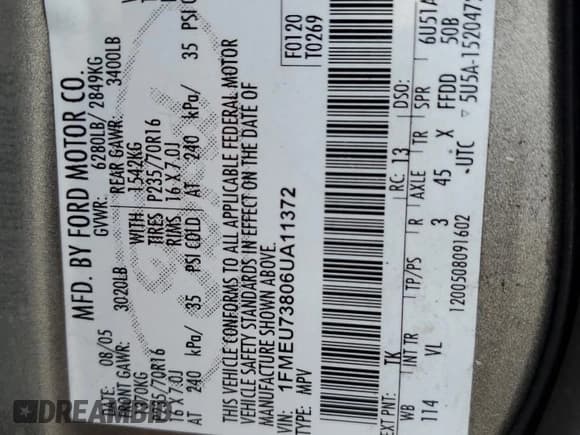 MFD. BY FORD MOTOR CO.
DATE: 08/05 GVWR: 6280LB/ 2849KG
FRONT GAWR: 3020LB REAR GAWR: 3400LB
1370KG WITH 1542KG WITH
P235/70R16 TIRES P235/70R16
16 X 7.0J RIMS 16 X 7.0J
AT 240 kPa/ 35 PSI COLD AT 240 kPa/ 35 PSI CO
THIS VEHICLE CONFORMS TO ALL APPLICABLE FEDERAL MOTOR
VEHICLE SAFETY STANDARDS IN EFFECT ON THE DATE OF
MANUFACTURE SHOWN ABOVE.
VIN: 1FMEU73806UA11372
TYPE: MPV
F0120
T0269
EXT PNT: TK RC: 13 DSO:
WB INT TR TP/PS R AXLE TR SPR 6U51A
114 VL 3 45 X FFDD 50B
UTC 5U5A-1520472
1200508091602
DREAMBID